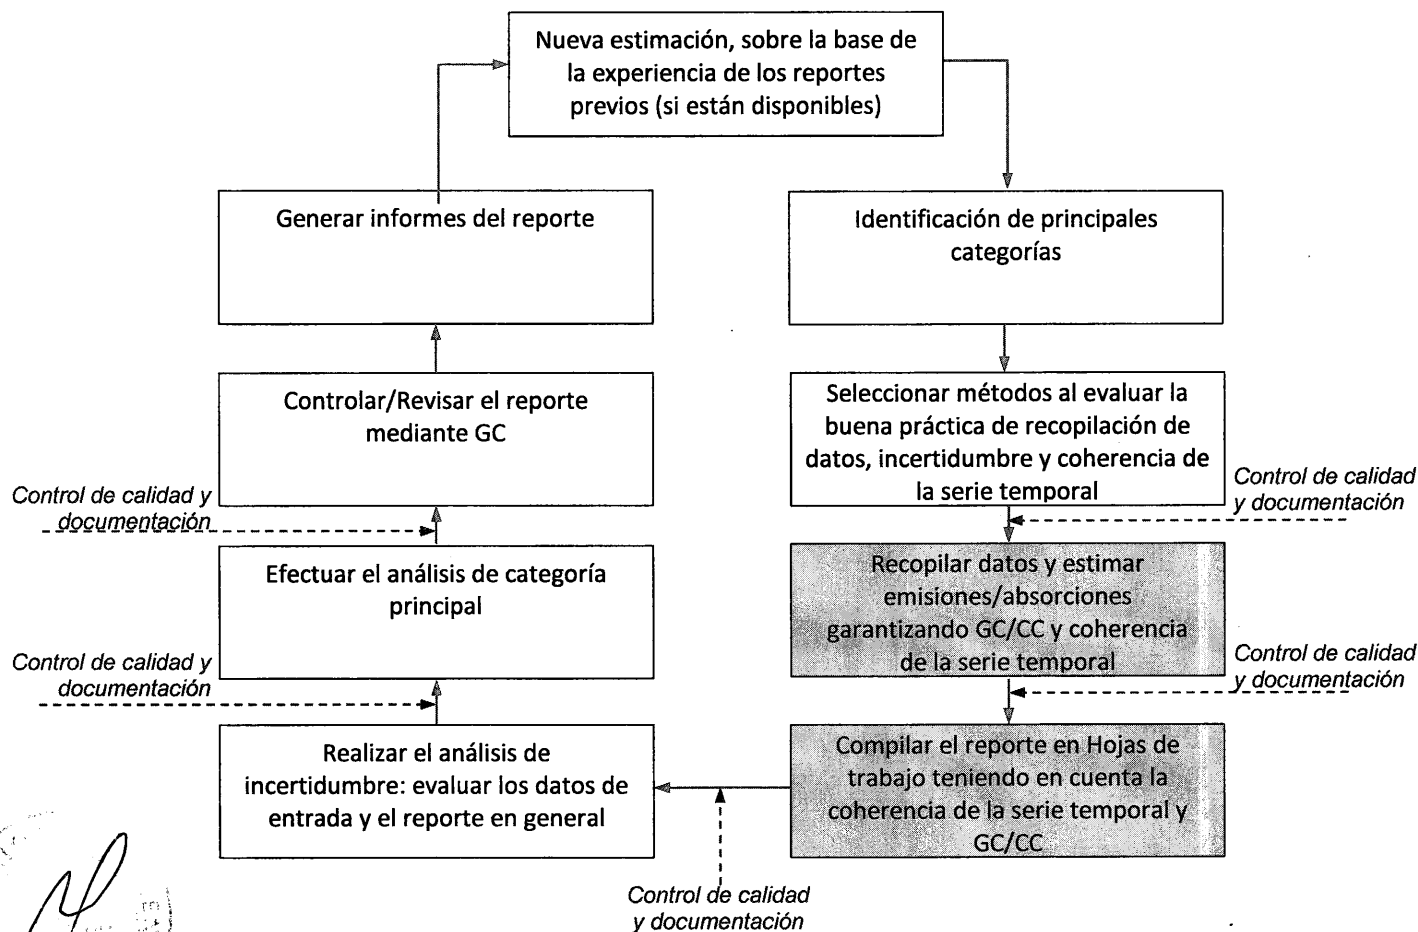 Nueva estimación, sobre la base de
la experiencia de los reportes
previos (si están disponibles)
Generar informes del reporte
Identificación de principales
categorías
Controlar/Revisar el reporte
mediante GC
Seleccionar métodos al evaluar la
buena práctica de recopilación de
datos, incertidumbre y coherencia de
la serie temporal
Control de calidad y
documentación
Control de calidad
y documentación
Efectuar el análisis de categoría
principal
Recopilar datos y estimar
emisiones/absorciones
garantizando GC/CC y coherencia
de la serie temporal
Control de calidad y
documentación
Control de calidad
y documentación
Realizar el análisis de
incertidumbre: evaluar los datos de
entrada y el reporte en general
Compilar el reporte en Hojas de
trabajo teniendo en cuenta la
coherencia de la serie temporal y
GC/CC
Control de calidad
y documentación